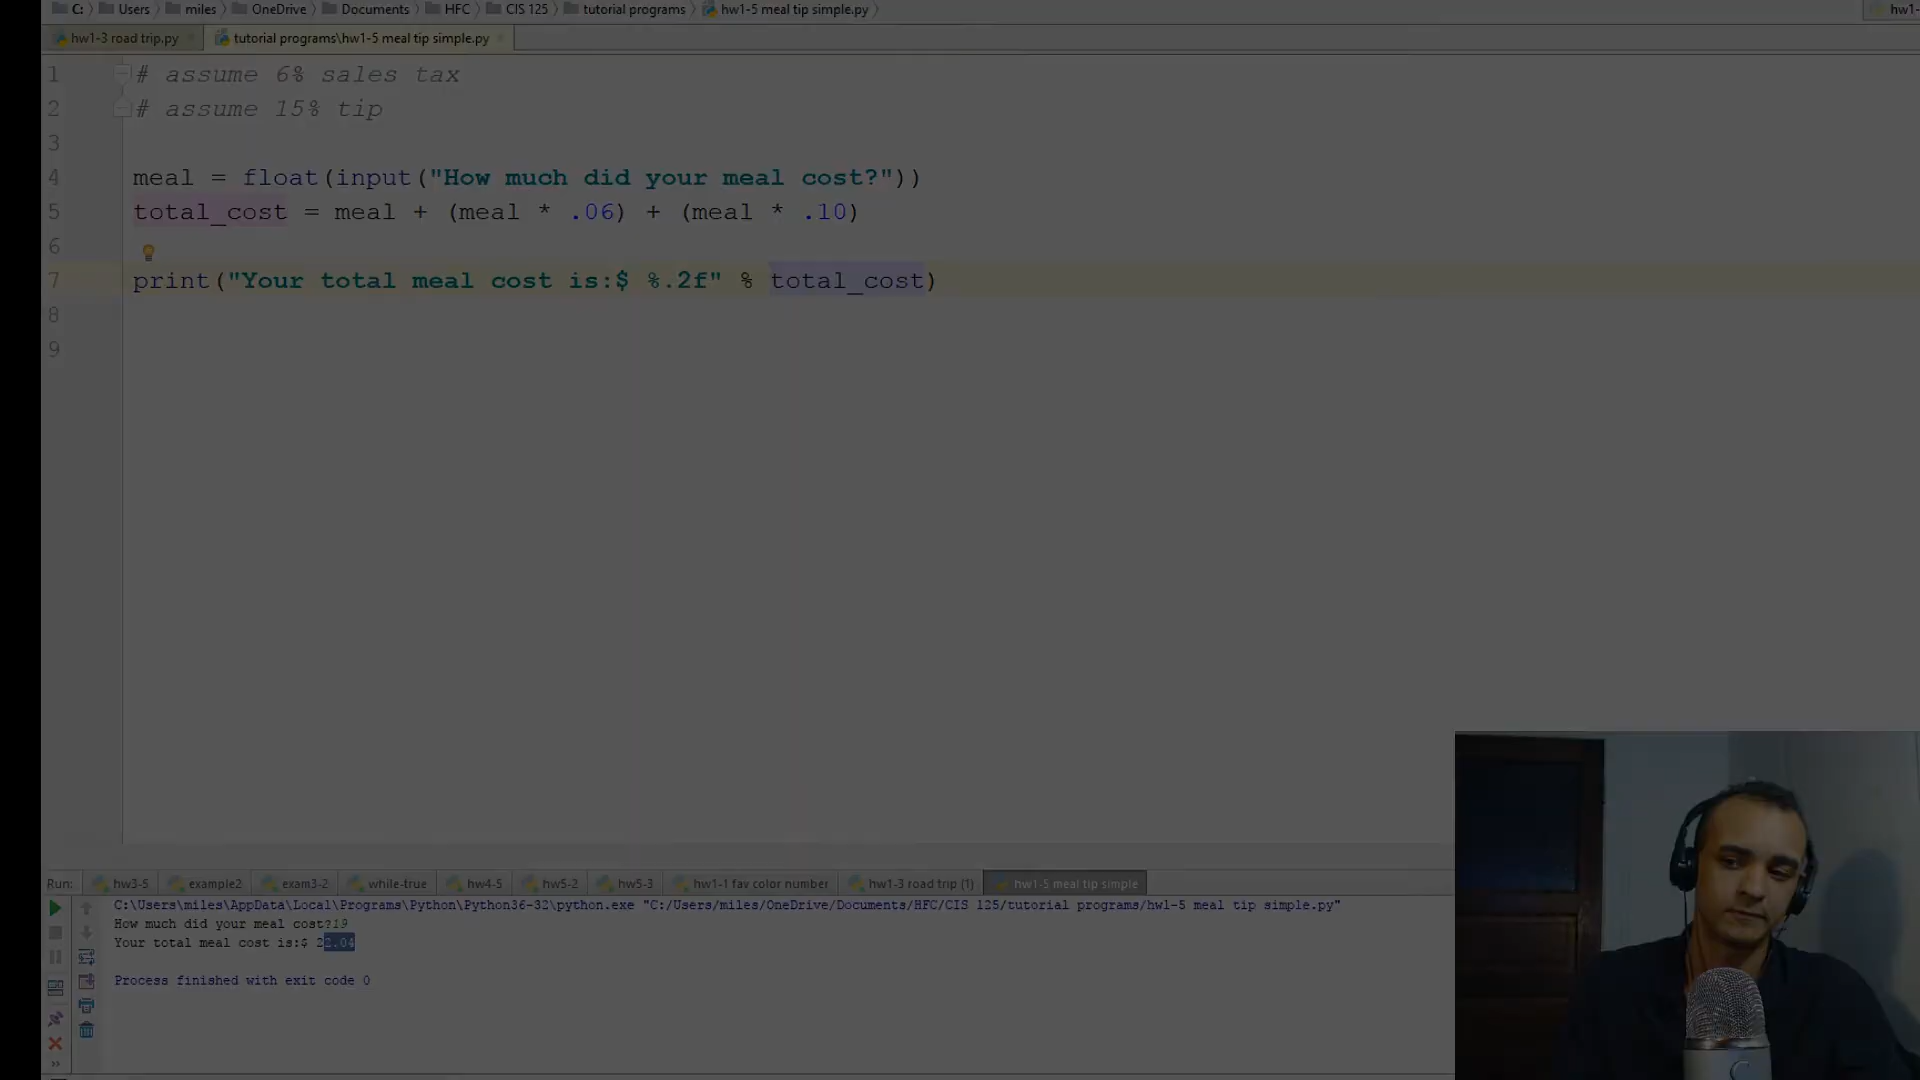 C: Users miles OneDrive Documents HFC CIS 125 tutorial programs hw1-5 meal tip simple.py hw1-
hw1-3 road trip.py tutorial programs\hw1-5 meal tip simple.py
1 # assume 6% sales tax
2 # assume 15% tip
3
4 meal = float(input("How much did your meal cost?"))
5 total_cost = meal + (meal * .06) + (meal * .10)
6
7 print("Your total meal cost is:$ %.2f" % total_cost)
8
9
Run: hw3-5 example2 exam3-2 while-true hw4-5 hw5-2 hw5-3 hw1-1 fav color number hw1-3 road trip (1) hw1-5 meal tip simple
C:\Users\miles\AppData\Local\Programs\Python\Python36-32\python.exe "C:/Users/miles/OneDrive/Documents/HFC/CIS 125/tutorial programs/hw1-5 meal tip simple.py"
How much did your meal cost?19
Your total meal cost is:$ 22.04
Process finished with exit code 0